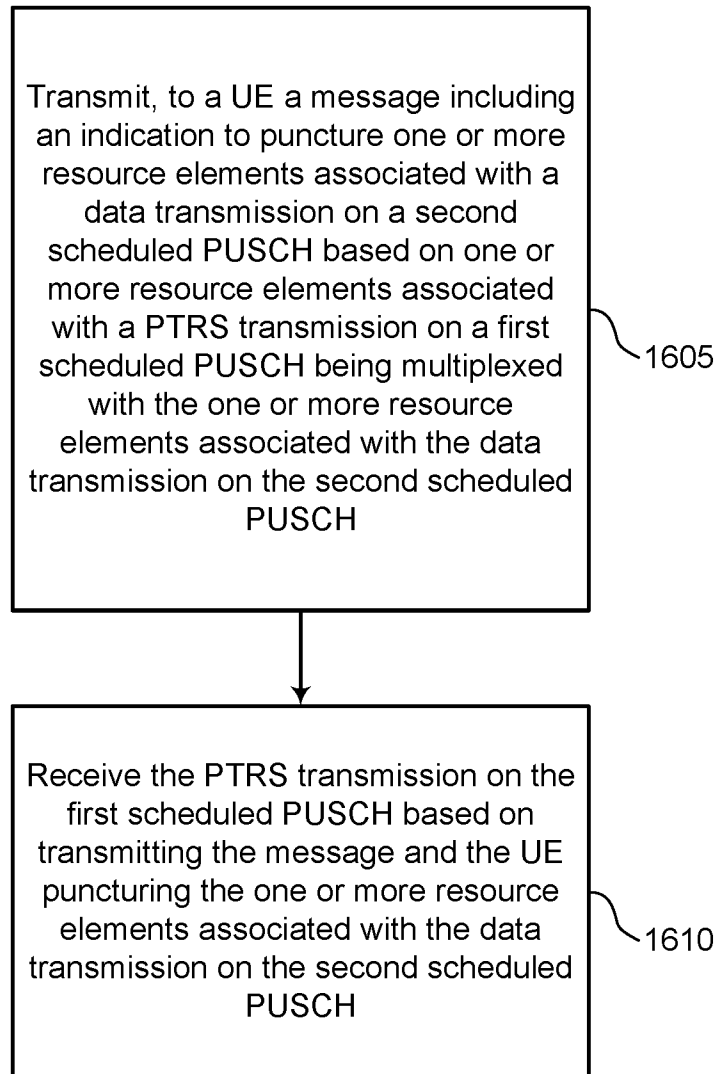 Transmit, to a UE a message including
an indication to puncture one or more
resource elements associated with a
data transmission on a second
scheduled PUSCH based on one or
more resource elements associated
with a PTRS transmission on a first
scheduled PUSCH being multiplexed
with the one or more resource
elements associated with the data
transmission on the second scheduled
PUSCH
1605
Receive the PTRS transmission on the
first scheduled PUSCH based on
transmitting the message and the UE
puncturing the one or more resource
elements associated with the data
transmission on the second scheduled
PUSCH
1610